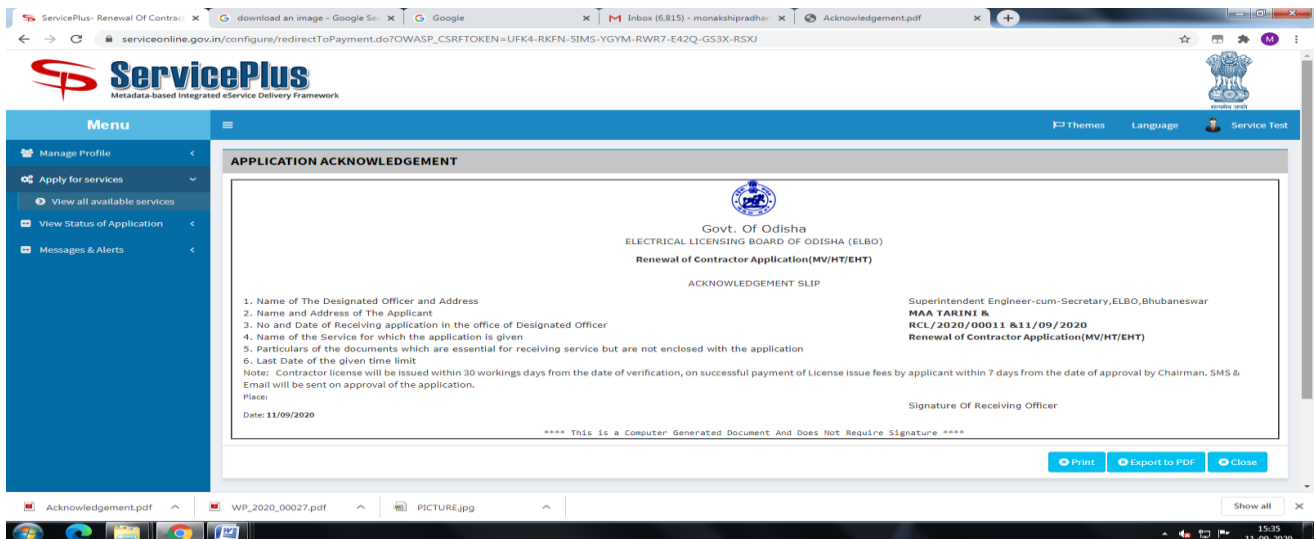 ServicePlus- Renewal Of Contrac
download an image - Google Se
Google
Inbox (6,815) - monakshipradhan
Acknowledgement.pdf
serviceonline.gov.in/configure/redirectToPayment.do?OWASP_CSRFTOKEN=UFK4-RKFN-5IMS-YGYM-RWR7-E42Q-GS3X-RSXJ
M
ServicePlus
Metadata-based Integrated eService Delivery Framework
सत्यमेव जयते
Menu
Themes
Language
Service Test
Manage Profile
Apply for services
View all available services
View Status of Application
Messages & Alerts
APPLICATION ACKNOWLEDGEMENT
Govt. Of Odisha
ELECTRICAL LICENSING BOARD OF ODISHA (ELBO)
Renewal of Contractor Application(MV/HT/EHT)
ACKNOWLEDGEMENT SLIP
1. Name of The Designated Officer and Address Superintendent Engineer-cum-Secretary,ELBO,Bhubaneswar
2. Name and Address of The Applicant MAA TARINI &
3. No and Date of Receiving application in the office of Designated Officer RCL/2020/00011 &11/09/2020
4. Name of the Service for which the application is given Renewal of Contractor Application(MV/HT/EHT)
5. Particulars of the documents which are essential for receiving service but are not enclosed with the application
6. Last Date of the given time limit
Note: Contractor license will be issued within 30 workings days from the date of verification, on successful payment of License issue fees by applicant within 7 days from the date of approval by Chairman. SMS &
Email will be sent on approval of the application.
Place:
Signature Of Receiving Officer
Date: 11/09/2020
**** This is a Computer Generated Document And Does Not Require Signature ****
Print
Export to PDF
Close
Acknowledgement.pdf
WP_2020_00027.pdf
PICTURE.jpg
Show all
15:35
11-09-2020